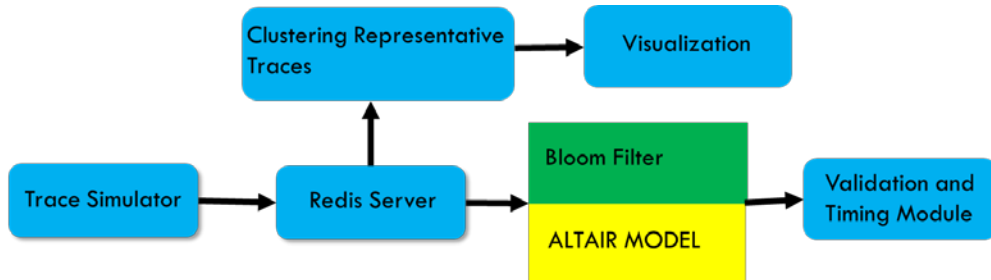 Clustering Representative
Traces
Visualization
Bloom Filter
Trace Simulator
Redis Server
ALTAIR MODEL
Validation and
Timing Module